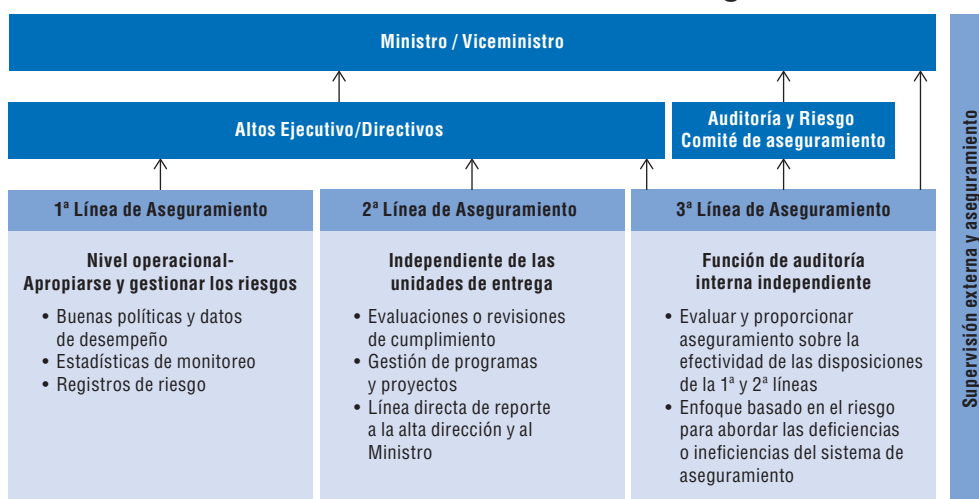 Ministro / Viceministro
Altos Ejecutivo/Directivos
Auditoría y Riesgo
Comité de aseguramiento
1ª Línea de Aseguramiento
Nivel operacional-
Apropiarse y gestionar los riesgos
• Buenas políticas y datos
de desempeño
• Estadísticas de monitoreo
• Registros de riesgo
2ª Línea de Aseguramiento
Independiente de las
unidades de entrega
• Evaluaciones o revisiones
de cumplimiento
• Gestión de programas
y proyectos
• Línea directa de reporte
a la alta dirección y al
Ministro
3ª Línea de Aseguramiento
Función de auditoría
interna independiente
• Evaluar y proporcionar
aseguramiento sobre la
efectividad de las disposiciones
de la 1ª y 2ª líneas
• Enfoque basado en el riesgo
para abordar las deficiencias
o ineficiencias del sistema de
aseguramiento
Supervisión externa y aseguramiento